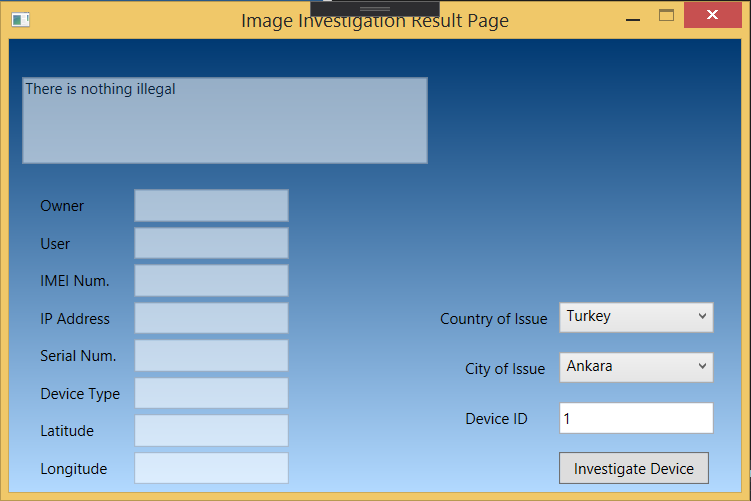 Image Investigation Result Page
There is nothing illegal
Owner
User
IMEI Num.
IP Address
Serial Num.
Device Type
Latitude
Longitude
Country of Issue Turkey
City of Issue Ankara
Device ID 1
Investigate Device